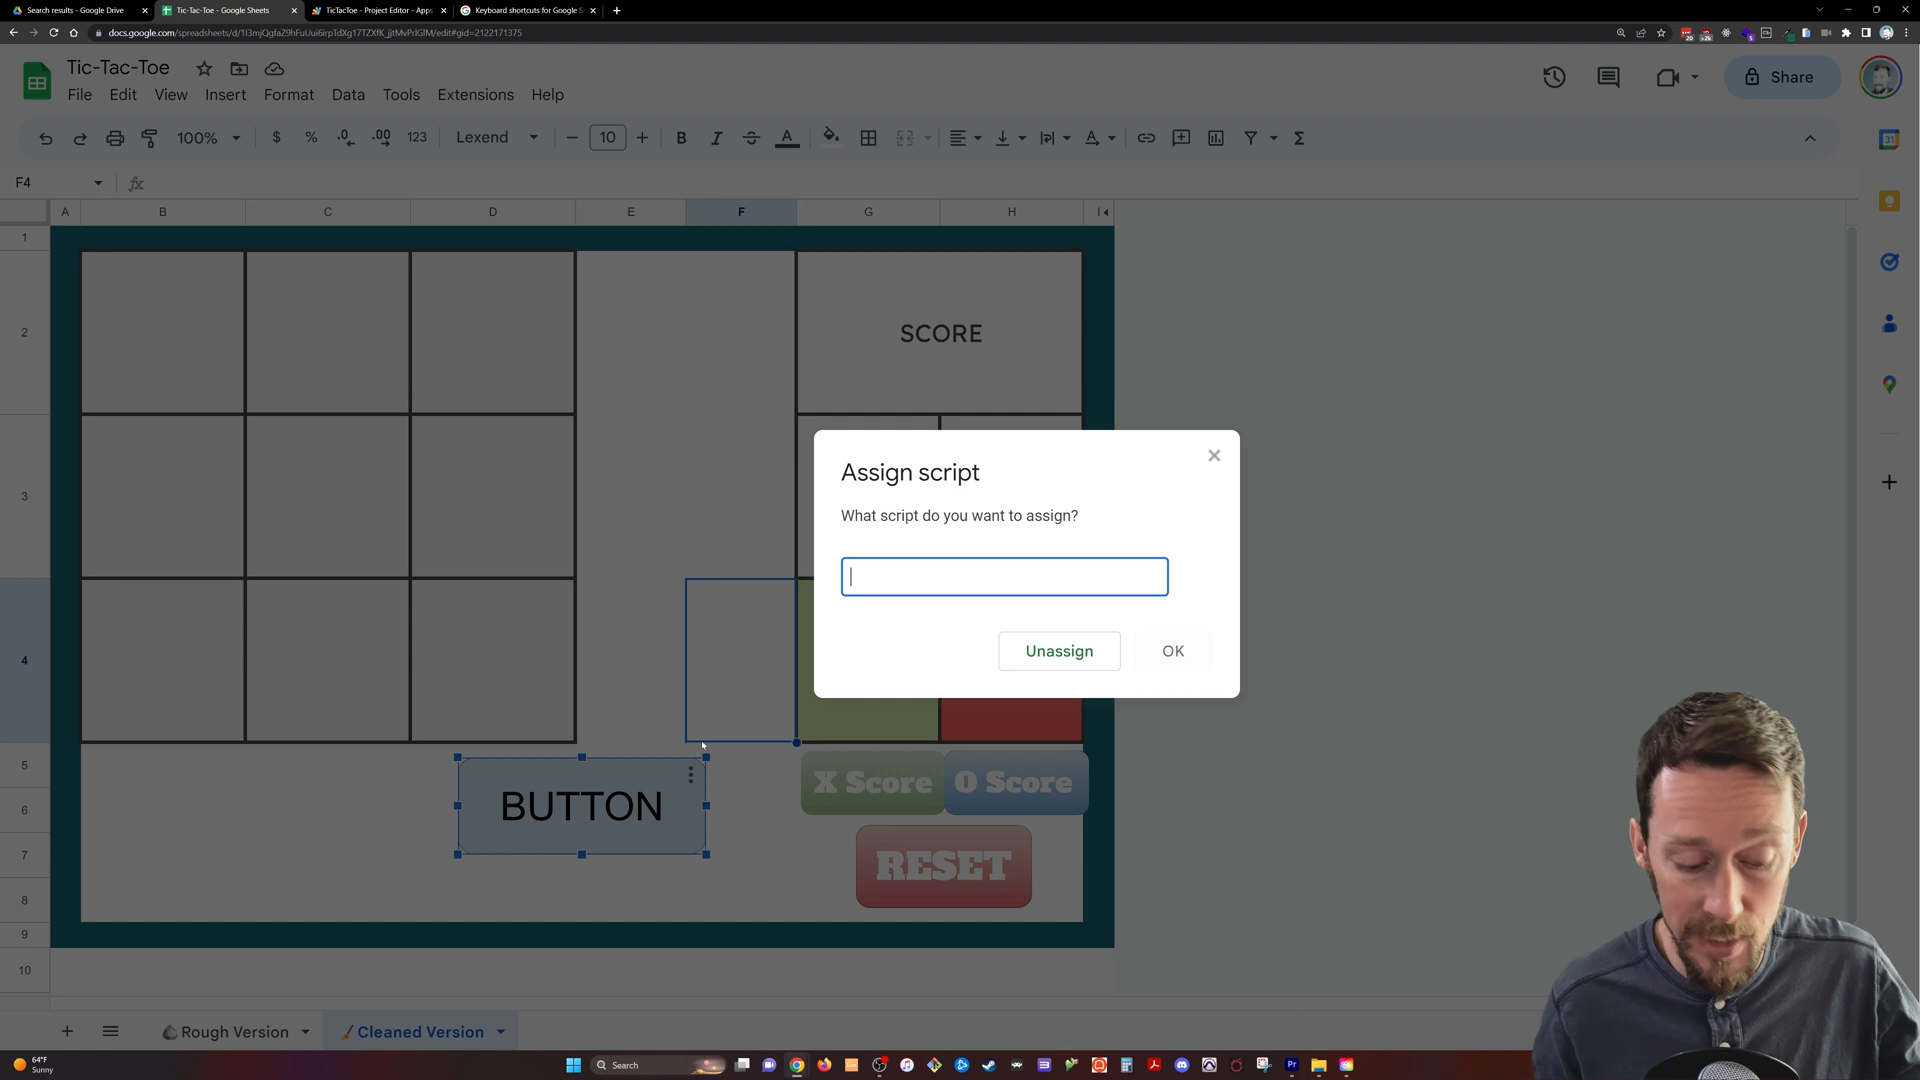 Search results - Google Drive
Tic-Tac-Toe - Google Sheets
TicTacToe - Project Editor - Apps
Keyboard shortcuts for Google S
Tic-Tac-Toe
File Edit View Insert Format Data Tools Extensions Help
Share
100% $ % .0 .00 123 Lexend 10
F4
A B C D E F G H I
1
2
3
4
5
6
7
8
9
10
SCORE
Assign script
What script do you want to assign?
Unassign OK
BUTTON
X Score O Score
RESET
Rough Version
Cleaned Version
64°F
Sunny
Search